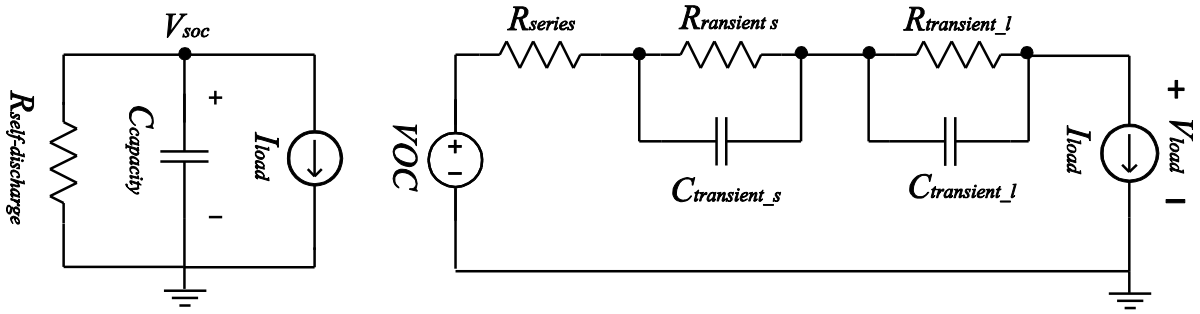 Vsoc
Rself-discharge
Ccapacity
+
−
Iload
VOC
+
−
Rseries
Rransient s
Ctransient_s
Rtransient_l
Ctransient_l
Iload
+
Vload
−